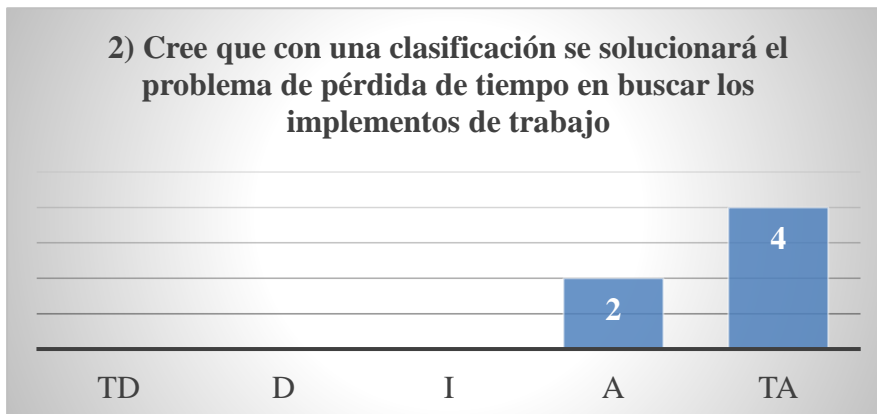 2) Cree que con una clasificación se solucionará el
problema de pérdida de tiempo en buscar los
implementos de trabajo
4
2
TD D I A TA